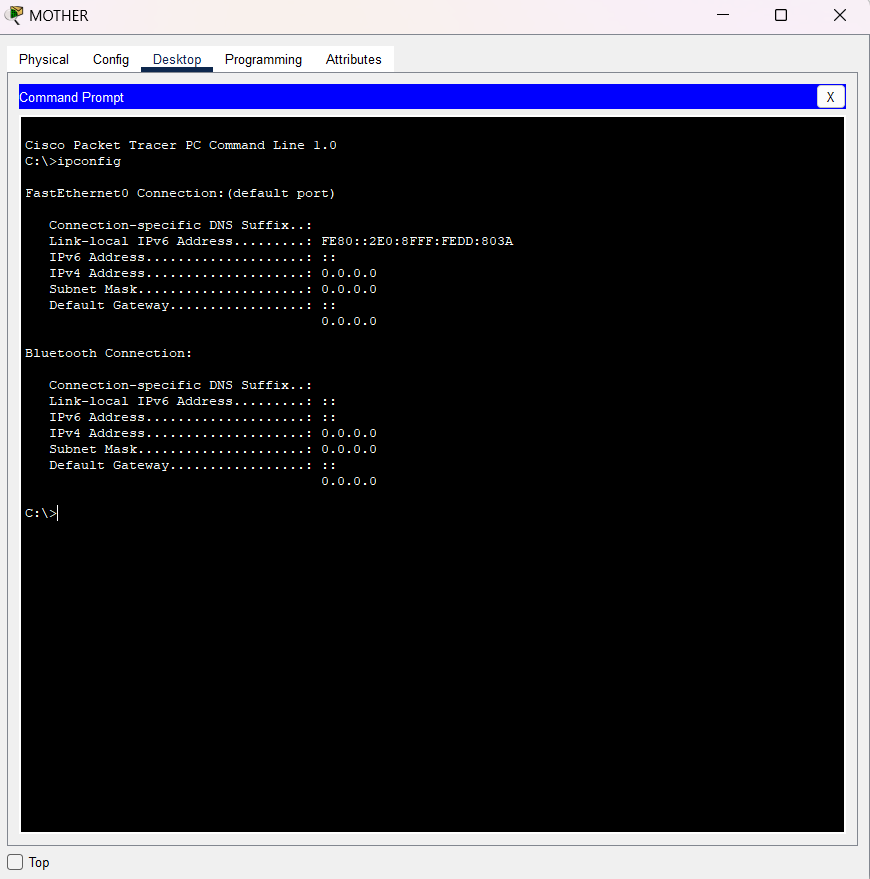 MOTHER
Physical Config Desktop Programming Attributes
Command Prompt X
Cisco Packet Tracer PC Command Line 1.0
C:\>ipconfig
FastEthernet0 Connection:(default port)
Connection-specific DNS Suffix..:
Link-local IPv6 Address.........: FE80::2E0:8FFF:FEDD:803A
IPv6 Address....................: ::
IPv4 Address....................: 0.0.0.0
Subnet Mask.....................: 0.0.0.0
Default Gateway.................: ::
0.0.0.0
Bluetooth Connection:
Connection-specific DNS Suffix..:
Link-local IPv6 Address.........: ::
IPv6 Address....................: ::
IPv4 Address....................: 0.0.0.0
Subnet Mask.....................: 0.0.0.0
Default Gateway.................: ::
0.0.0.0
C:\>
Top